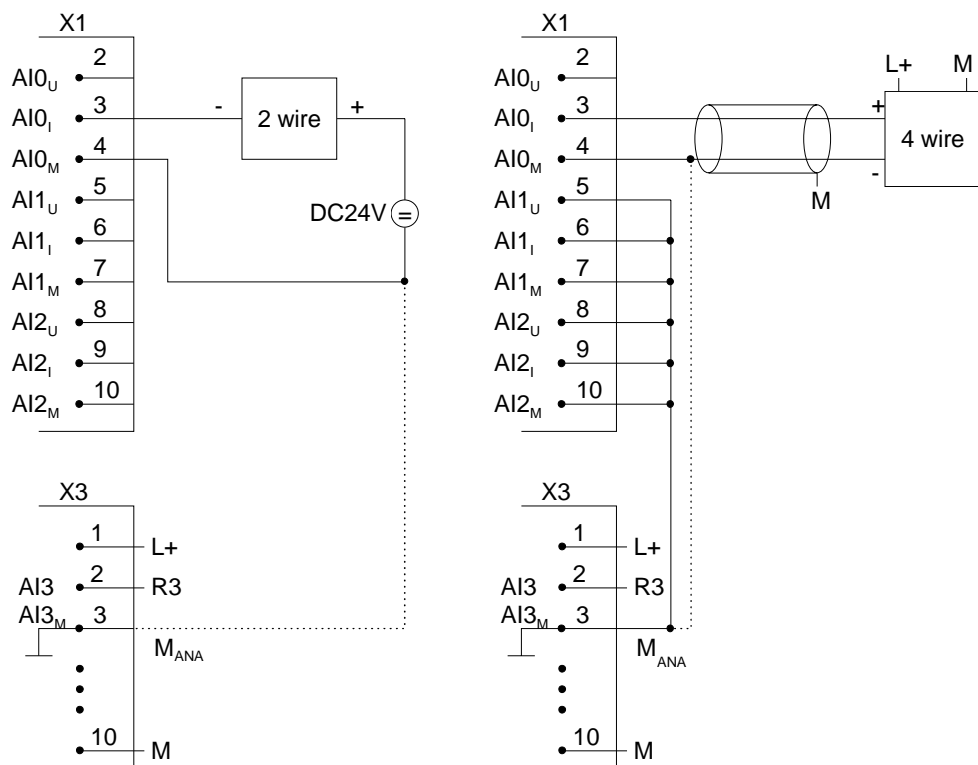 X1 X1
2 2 L+ M
AI0U AI0U
3 - + 3 +
AI0I 2 wire AI0I 4 wire
4 4
AI0M AI0M -
5 5 M
AI1U DC24V = AI1U
6 6
AI1I AI1I
7 7
AI1M AI1M
8 8
AI2U AI2U
9 9
AI2I AI2I
10 10
AI2M AI2M
X3 X3
1 L+ 1 L+
AI3 2 R3 AI3 2 R3
AI3M 3 AI3M 3
MANA MANA
10 M 10 M